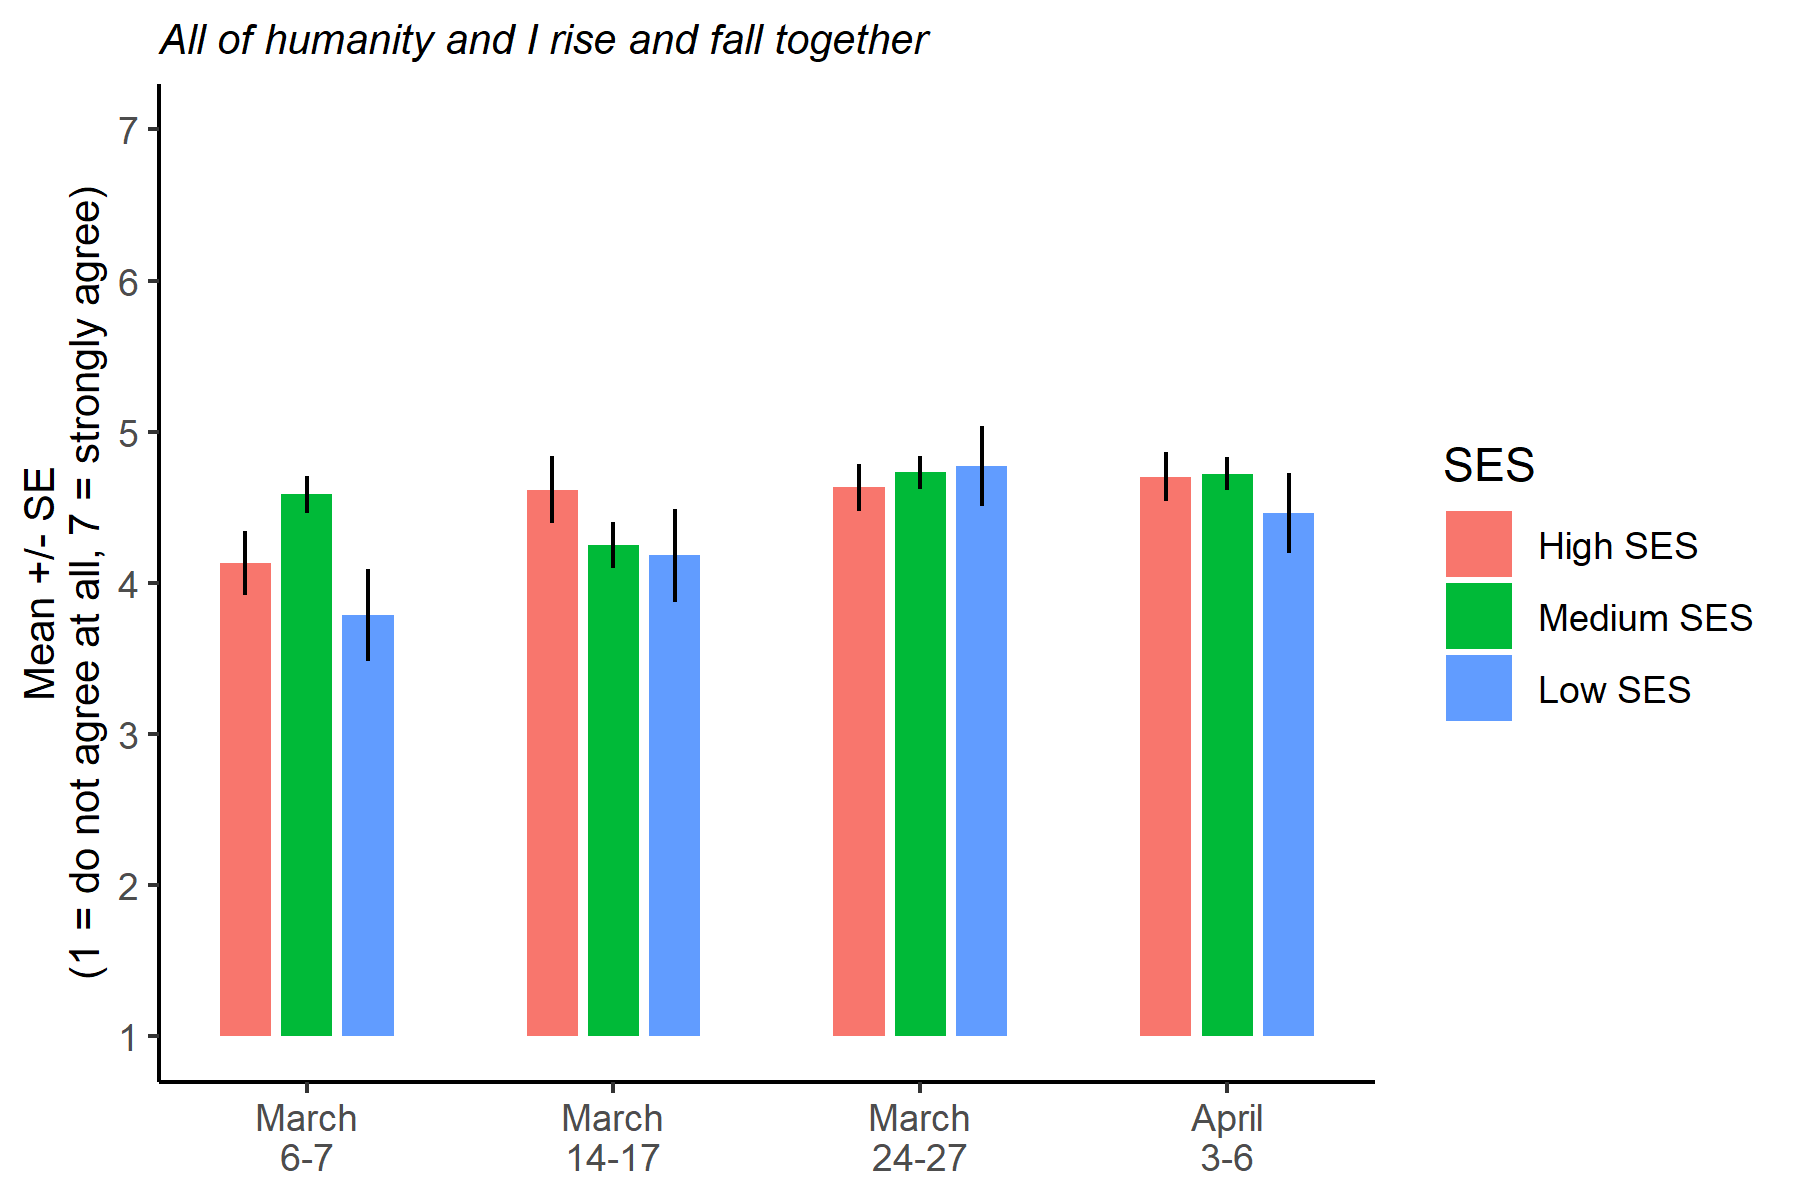 All of humanity and I rise and fall together
Mean +/- SE
(1 = do not agree at all, 7 = strongly agree)
7
6
5
4
3
2
1
March
6-7
March
14-17
March
24-27
April
3-6
SES
High SES
Medium SES
Low SES